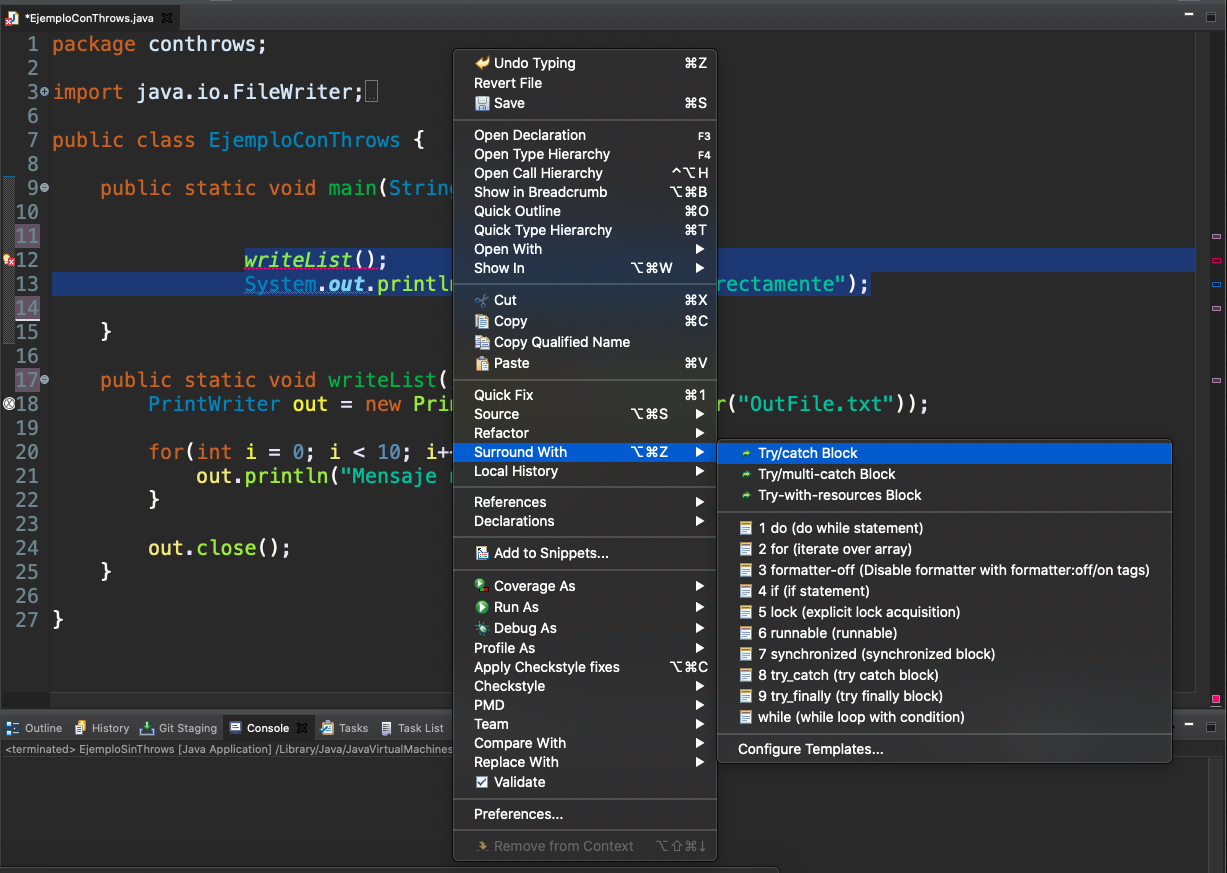 *EjemploConThrows.java
1 package conthrows;
2
3 import java.io.FileWriter;
6
7 public class EjemploConThrows {
8
9 public static void main(String
10
11
12 writeList();
13 System.out.println rectamente");
14
15 }
16
17 public static void writeList(
18 PrintWriter out = new Prin r("OutFile.txt"));
19
20 for(int i = 0; i < 10; i+
21 out.println("Mensaje
22 }
23
24 out.close();
25 }
26
27 }
Undo Typing ⌘Z
Revert File
Save ⌘S
Open Declaration F3
Open Type Hierarchy F4
Open Call Hierarchy ^⌥H
Show in Breadcrumb ⌥⌘B
Quick Outline ⌘O
Quick Type Hierarchy ⌘T
Open With
Show In ⌥⌘W
Cut ⌘X
Copy ⌘C
Copy Qualified Name
Paste ⌘V
Quick Fix ⌘1
Source ⌥⌘S
Refactor
Surround With ⌥⌘Z
Local History
References
Declarations
Add to Snippets...
Coverage As
Run As
Debug As
Profile As
Apply Checkstyle fixes ⌥⌘C
Checkstyle
PMD
Team
Compare With
Replace With
Validate
Preferences...
Remove from Context ⌥⇧⌘↓
Try/catch Block
Try/multi-catch Block
Try-with-resources Block
1 do (do while statement)
2 for (iterate over array)
3 formatter-off (Disable formatter with formatter:off/on tags)
4 if (if statement)
5 lock (explicit lock acquisition)
6 runnable (runnable)
7 synchronized (synchronized block)
8 try_catch (try catch block)
9 try_finally (try finally block)
while (while loop with condition)
Configure Templates...
Outline History Git Staging Console Tasks Task List
<terminated> EjemploSinThrows [Java Application] /Library/Java/JavaVirtualMachines